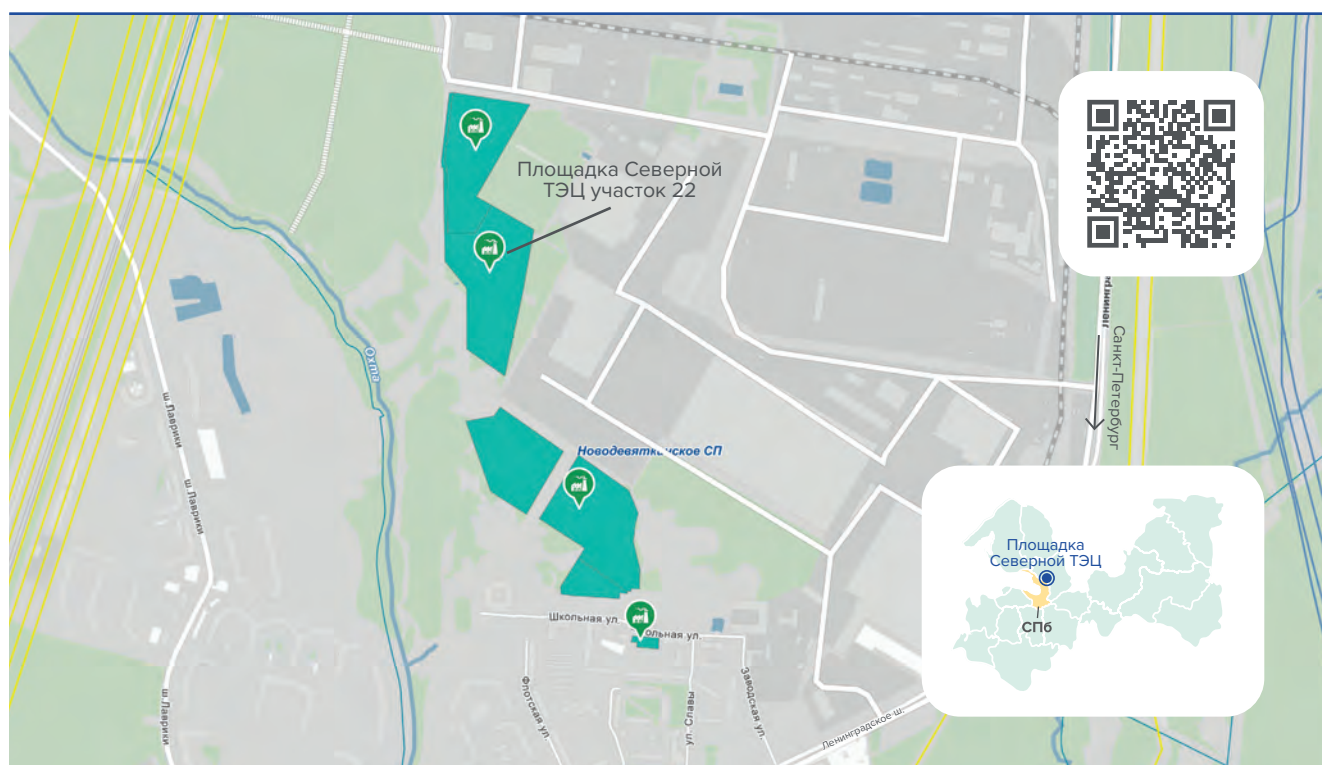 Площадка Северной
ТЭЦ участок 22
Санкт-Петербург
Охта
ш.Лаврики
ш.Лаврики
Новодевяткинское СП
Площадка
Северной ТЭЦ
СПб
Школьная ул.
ольная ул.
ш.Лаврики
Флотская ул.
ул. Славы
Заводская ул.
Ленинградское ш.